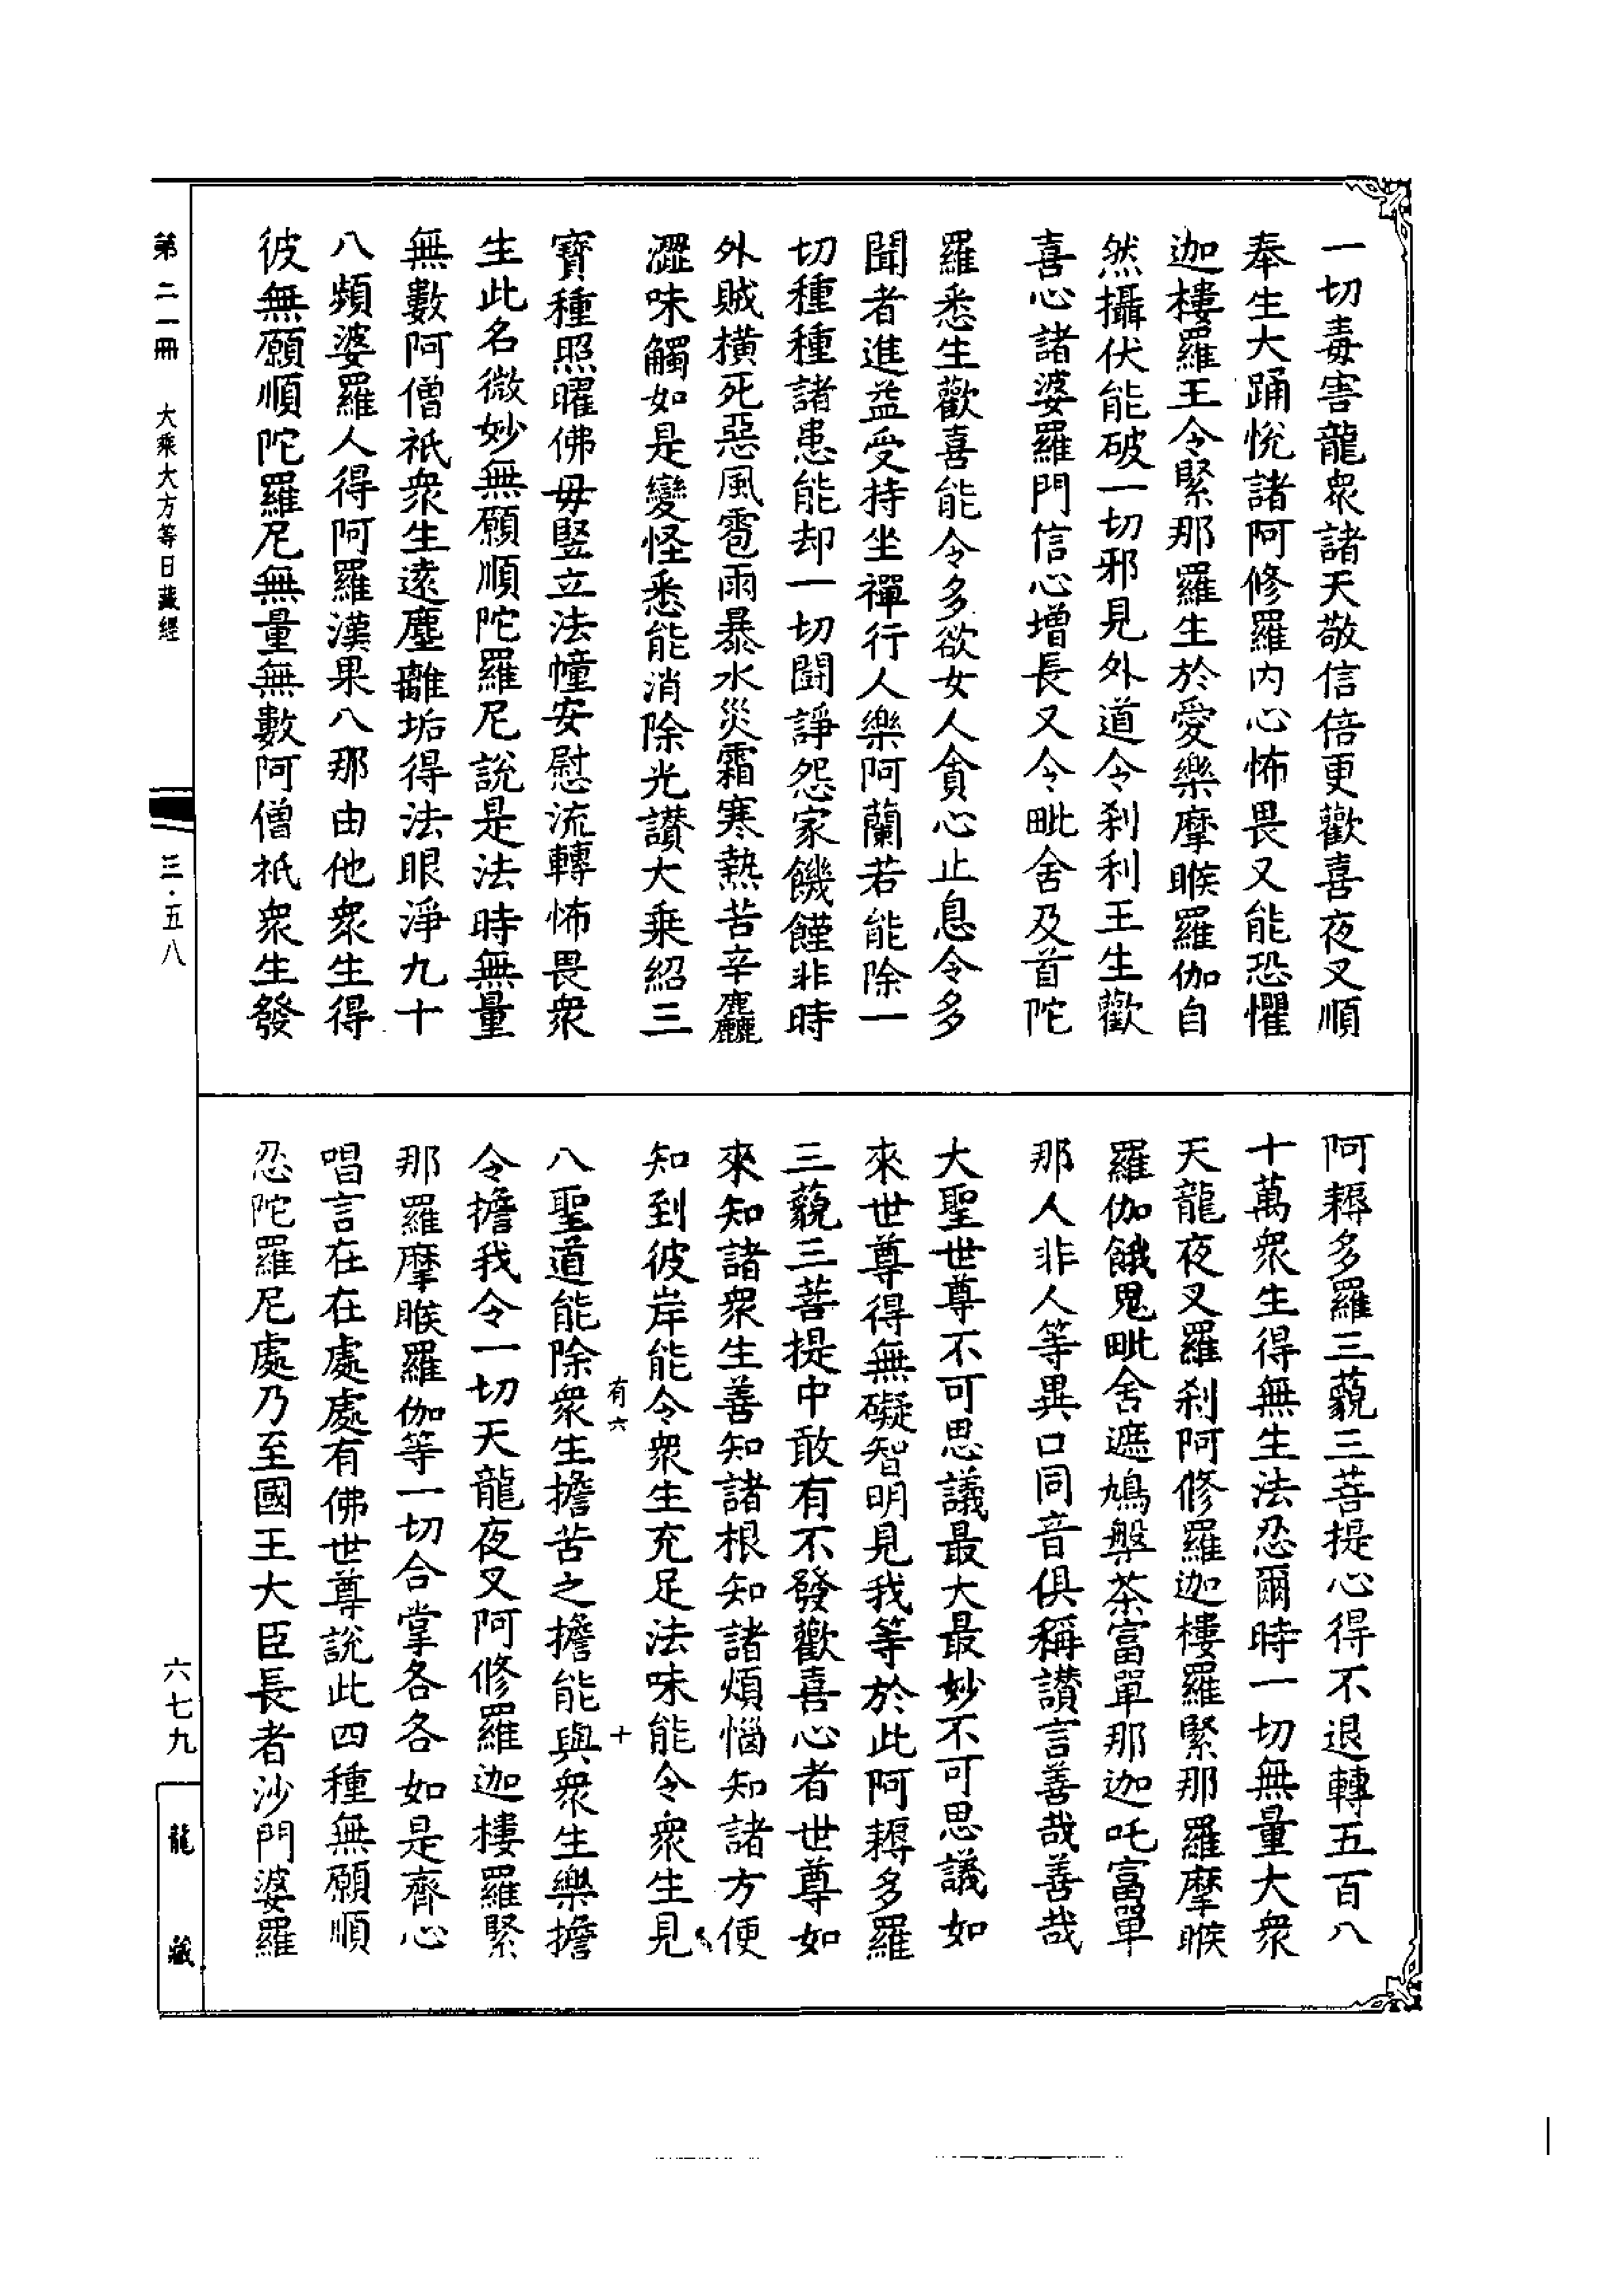 一切毒害龍眾諸天敬信倍更歡喜夜叉順
奉生大踊悅諸阿修羅內心怖畏又能恐懼
迦樓羅王令緊那羅生於愛樂摩睺羅伽自
然攝伏能破一切邪見外道令剎利王生歡
喜心諸婆羅門信心增長又令毗舍及首陀
羅悉生歡喜能令多欲女人貪心止息令多
聞者進益受持坐禪行人樂阿蘭若能除一
切種種諸患能却一切鬪諍怨家饑饉非時
外賊橫死惡風雹雨暴水災霜寒熱苦辛麤
澀味觸如是變怪悉能消除光讚大乘紹三
寶種照曜佛毋豎立法幢安慰流轉怖畏衆
生此名微妙無願順陀羅尼說是法時無量
無數阿僧祇衆生遠塵離垢得法眼淨九十
八頻婆羅人得阿羅漢果八那由他衆生得
彼無願順陀羅尼無量無數阿僧祇衆生發
阿耨多羅三藐三菩提心得不退轉五百八
十萬衆生得無生法忍爾時一切無量大衆
天龍夜叉羅剎阿修羅迦樓羅緊那羅摩睺
羅伽餓鬼毗舍遮鳩槃茶富單那迦吒富單
那人非人等異口同音俱稱讚言善哉善哉
大聖世尊不可思議最大最妙不可思議如
來世尊得無礙智明見我等於此阿耨多羅
三藐三菩提中敢有不發歡喜心者世尊如
來知諸衆生善知諸根知諸煩惱知諸方便
知到彼岸能令衆生充足法味能令衆生見
有六 十
八聖道能除衆生擔苦之擔能與衆生樂擔
令擔我令一切天龍夜叉阿修羅迦樓羅緊
那羅摩睺羅伽等一切合掌各各如是齊心
唱言在在處處有佛世尊說此四種無願順
忍陀羅尼處乃至國王大臣長者沙門婆羅
第二一冊 大乘大方等日藏經
三·五八
六七九
龍藏